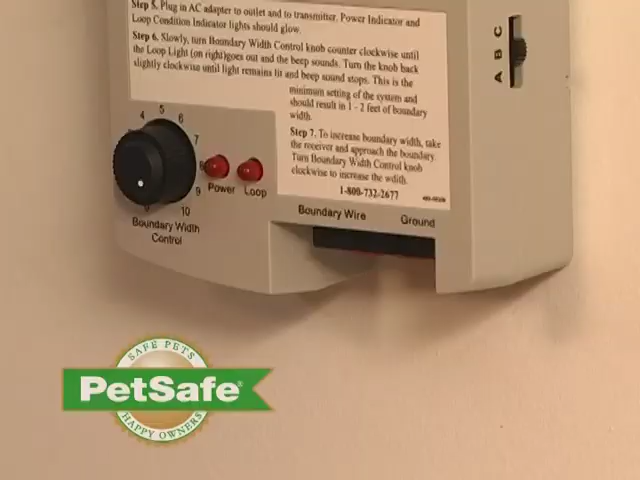 Step 5. Plug in AC adapter to outlet and to transmitter. Power Indicator and
Loop Condition Indicator lights should glow.
Step 6. Slowly, turn Boundary Width Control knob counter clockwise until
the Loop Light (on right)goes out and the beep sounds. Turn the knob back
slightly clockwise until light remains lit and beep sound stops. This is the
minimum setting of the system and
should result in 1 - 2 feet of boundary
width.
Step 7. To increase boundary width, take
the receiver and approach the boundary.
Turn Boundary Width Control knob
clockwise to increase the wdith.
1-800-732-2677
A B C
4 5 6
7
8
9
10
Power Loop
Boundary Width
Control
Boundary Wire Ground
SAFE PETS
PetSafe®
HAPPY OWNERS